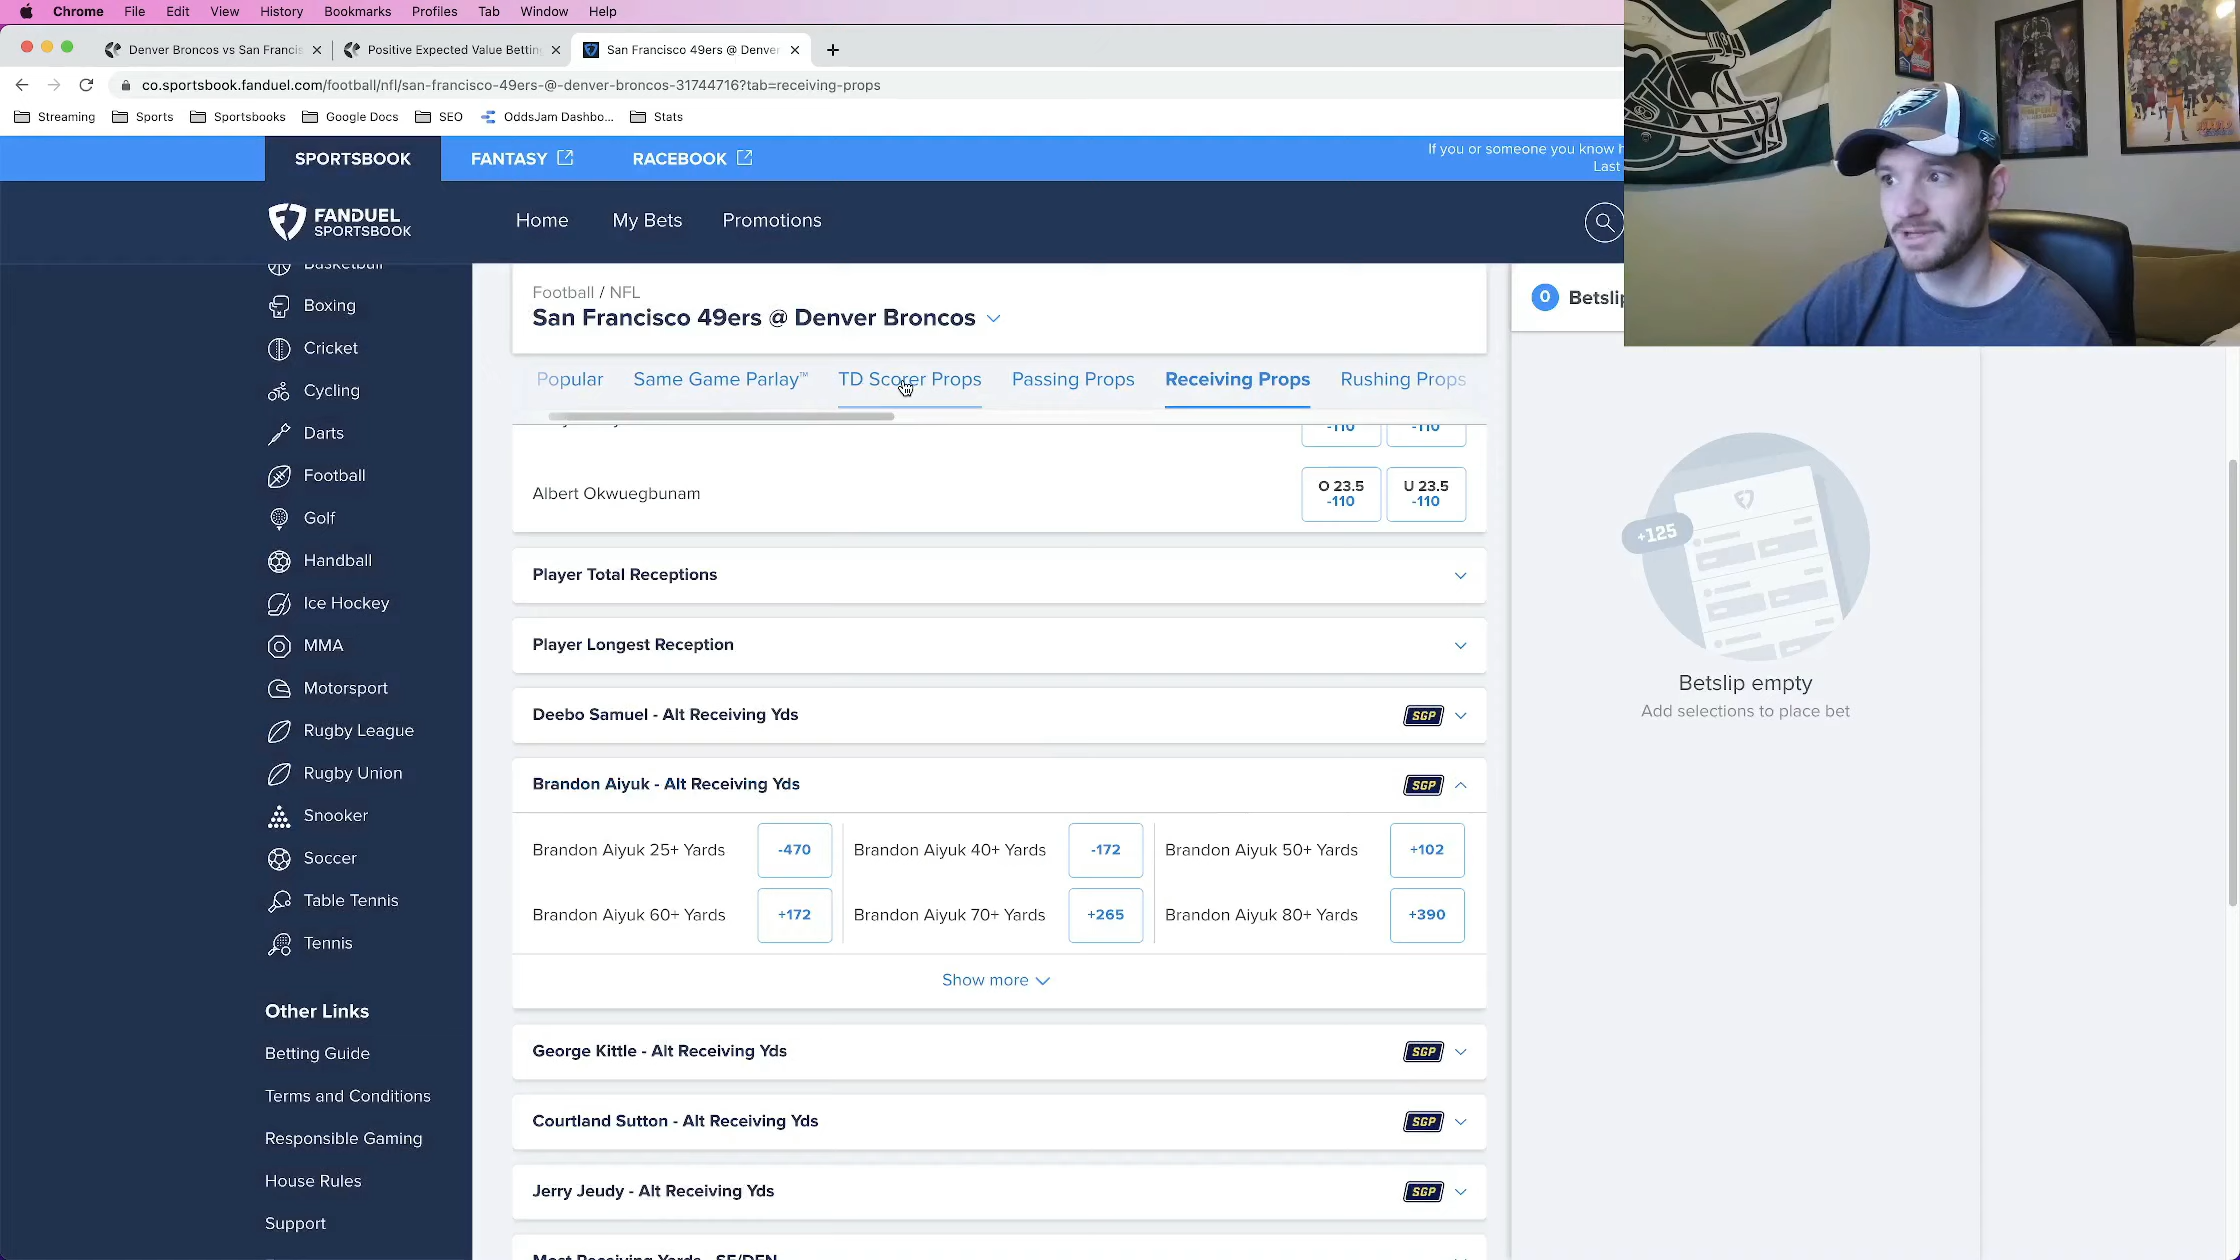 Chrome File Edit View History Bookmarks Profiles Tab Window Help
Denver Broncos vs San Francis
Positive Expected Value Bettin
San Francisco 49ers @ Denver
co.sportsbook.fanduel.com/football/nfl/san-francisco-49ers-@-denver-broncos-31744716?tab=receiving-props
Streaming Sports Sportsbooks Google Docs SEO OddsJam Dashbo... Stats
SPORTSBOOK FANTASY RACEBOOK
If you or someone you know h
Last
FANDUEL
SPORTSBOOK
Home My Bets Promotions
Basketball
Boxing
Cricket
Cycling
Darts
Football
Golf
Handball
Ice Hockey
MMA
Motorsport
Rugby League
Rugby Union
Snooker
Soccer
Table Tennis
Tennis
Other Links
Betting Guide
Terms and Conditions
Responsible Gaming
House Rules
Support
Football / NFL
San Francisco 49ers @ Denver Broncos
Popular Same Game Parlay™ TD Scorer Props Passing Props Receiving Props Rushing Props
-110 -110
Albert Okwuegbunam
O 23.5 U 23.5
-110 -110
Player Total Receptions
Player Longest Reception
Deebo Samuel - Alt Receiving Yds SGP
Brandon Aiyuk - Alt Receiving Yds SGP
Brandon Aiyuk 25+ Yards -470 Brandon Aiyuk 40+ Yards -172 Brandon Aiyuk 50+ Yards +102
Brandon Aiyuk 60+ Yards +172 Brandon Aiyuk 70+ Yards +265 Brandon Aiyuk 80+ Yards +390
Show more
George Kittle - Alt Receiving Yds SGP
Courtland Sutton - Alt Receiving Yds SGP
Jerry Jeudy - Alt Receiving Yds SGP
Most Receiving Yards - SF/DEN
0 Betslip
+125
Betslip empty
Add selections to place bet